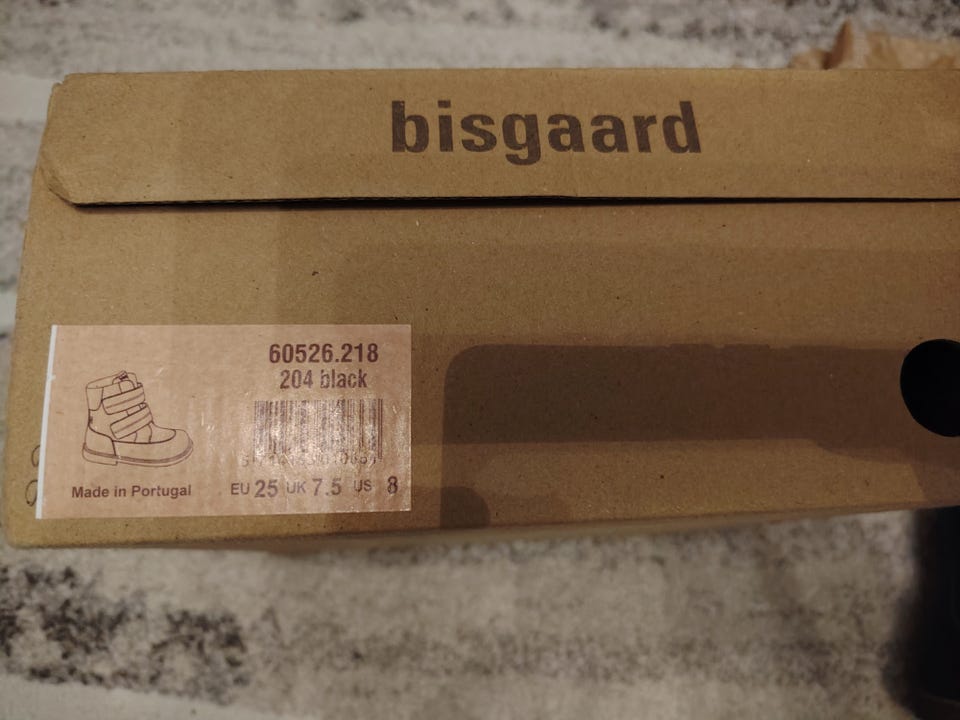 bisgaard
60526.218
204 black
Made in Portugal
EU 25 UK 7.5 US 8